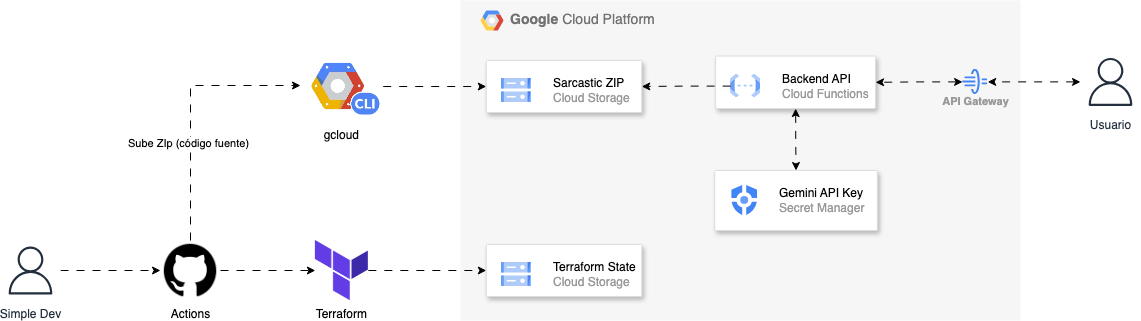 Google Cloud Platform
Sarcastic ZIP
Cloud Storage
Backend API
Cloud Functions
API Gateway
Usuario
CLI
gcloud
Sube ZIp (código fuente)
Gemini API Key
Secret Manager
Terraform State
Cloud Storage
Simple Dev
Actions
Terraform